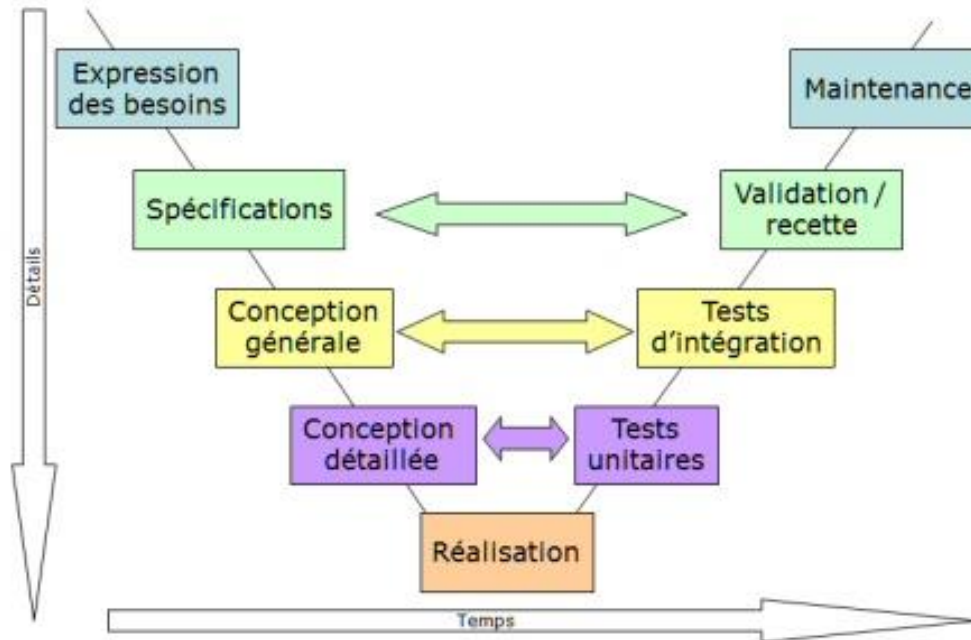 Expression
des besoins
Maintenance
Spécifications
Validation /
recette
Conception
générale
Tests
d'intégration
Conception
détaillée
Tests
unitaires
Réalisation
Détails
Temps